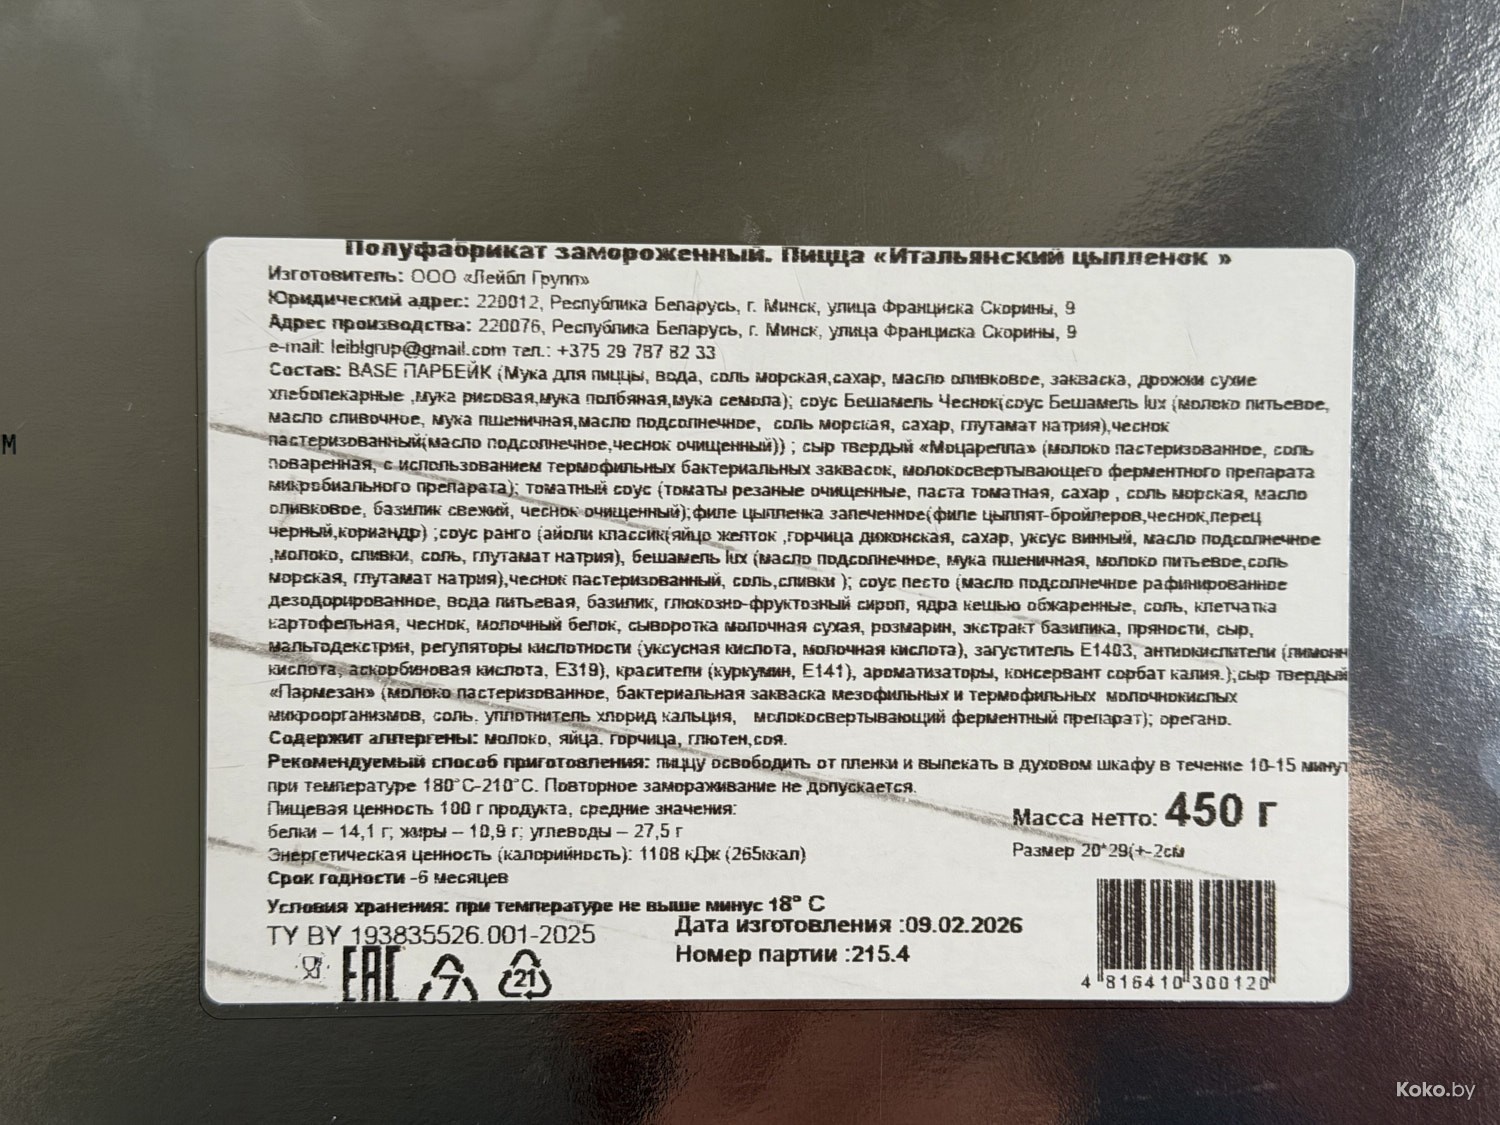 Полуфабрикат замороженный. Пицца «Итальянский цыпленок »
Изготовитель: ООО «Лейбл Групп»
Юридический адрес: 220012, Республика Беларусь, г. Минск, улица Франциска Скорины, 9
Адрес производства: 220076, Республика Беларусь, г. Минск, улица Франциска Скорины, 9
e-mail: leiblgrup@gmail.com тел.: +375 29 787 82 33
Состав: BASE ПАРБЕЙК (Мука для пиццы, вода, соль морская,сахар, масло оливковое, закваска, дрожжи сухие
хлебопекарные ,мука рисовая,мука полбяная,мука семола); соус Бешамель Чеснок(соус Бешамель lux (молоко питьевое,
масло сливочное, мука пшеничная,масло подсолнечное, соль морская, сахар, глутамат натрия),чеснок
пастеризованный(масло подсолнечное,чеснок очищенный)) ; сыр твердый «Моцарелла» (молоко пастеризованное, соль
поваренная, с использованием термофильных бактериальных заквасок, молокосвертывающего ферментного препарата
микробиального препарата); томатный соус (томаты резаные очищенные, паста томатная, сахар , соль морская, масло
оливковое, базилик свежий, чеснок очищенный);филе цыпленка запеченное(филе цыплят-бройлеров,чеснок,перец
черный,кориандр) ;соус ранго (айоли классик(яйцо желток ,горчица дижонская, сахар, уксус винный, масло подсолнечное
,молоко, сливки, соль, глутамат натрия), бешамель lux (масло подсолнечное, мука пшеничная, молоко питьевое,соль
морская, глутамат натрия),чеснок пастеризованный, соль,сливки ); соус песто (масло подсолнечное рафинированное
дезодорированное, вода питьевая, базилик, глюкозно-фруктозный сироп, ядра кешью обжаренные, соль, клетчатка
картофельная, чеснок, молочный белок, сыворотка молочная сухая, розмарин, экстракт базилика, пряности, сыр,
мальтодекстрин, регуляторы кислотности (уксусная кислота, молочная кислота), загуститель Е1403, антиокислители (лимонн
кислота, аскорбиновая кислота, Е319), красители (куркумин, Е141), ароматизаторы, консервант сорбат калия.);сыр твердый
«Пармезан» (молоко пастеризованное, бактериальная закваска мезофильных и термофильных молочнокислых
микроорганизмов, соль, уплотнитель хлорид кальция, молокосвертывающий ферментный препарат); орегано.
Содержит аллергены: молоко, яйца, горчица, глютен,соя.
Рекомендуемый способ приготовления: пиццу освободить от пленки и выпекать в духовом шкафу в течение 10-15 минут
при температуре 180°С-210°С. Повторное замораживание не допускается.
Пищевая ценность 100 г продукта, средние значения:
белки – 14,1 г; жиры – 10,9 г; углеводы – 27,5 г
Энергетическая ценность (калорийность): 1108 кДж (265ккал)
Масса нетто: 450 г
Размер 20*29(+-2см
Срок годности -6 месяцев
Условия хранения: при температуре не выше минус 18° С
ТУ BY 193835526.001-2025
Дата изготовления :09.02.2026
Номер партии :215.4
EAC
7
21
4 816410 300120
М
Koko.by